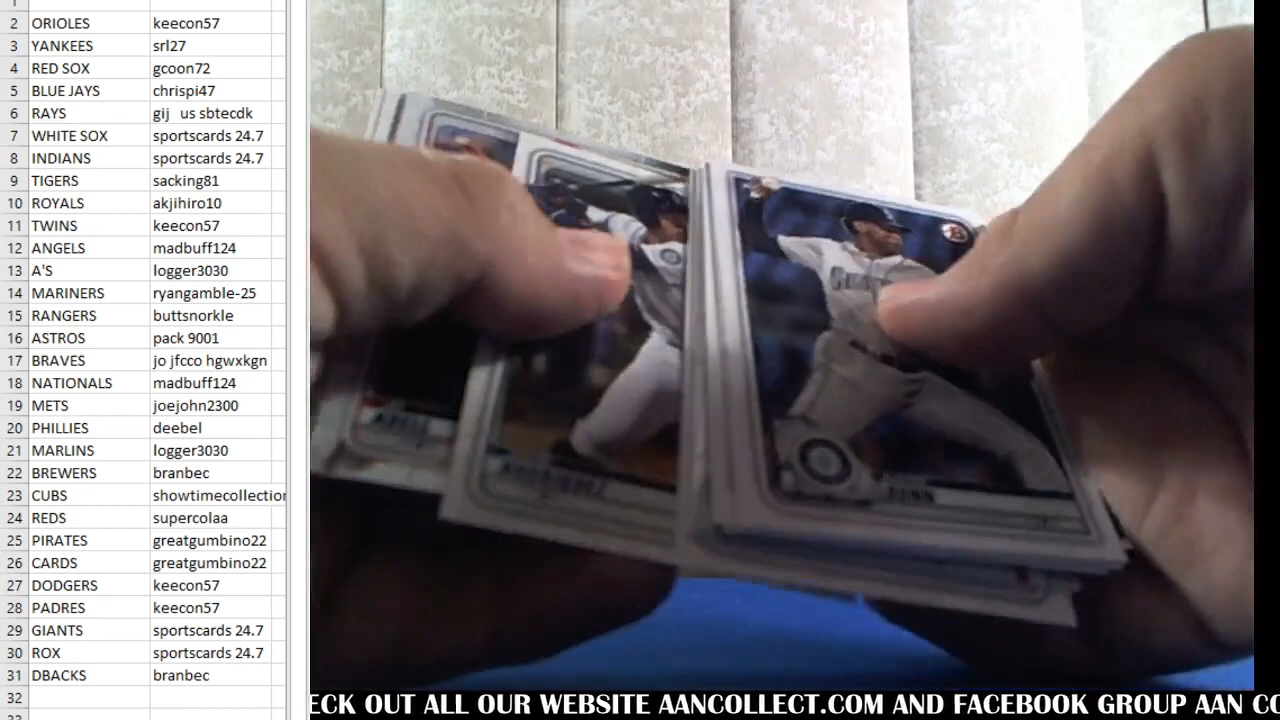 2 ORIOLES keecon57
3 YANKEES srl27
4 RED SOX gcoon72
5 BLUE JAYS chrispi47
6 RAYS gij us sbtecdk
7 WHITE SOX sportscards 24.7
8 INDIANS sportscards 24.7
9 TIGERS sacking81
10 ROYALS akjihiro10
11 TWINS keecon57
12 ANGELS madbuff124
13 A'S logger3030
14 MARINERS ryangamble-25
15 RANGERS buttsnorkle
16 ASTROS pack 9001
17 BRAVES jo jfcco hgwxkgn
18 NATIONALS madbuff124
19 METS joejohn2300
20 PHILLIES deebel
21 MARLINS logger3030
22 BREWERS branbec
23 CUBS showtimecollection
24 REDS supercolaa
25 PIRATES greatgumbino22
26 CARDS greatgumbino22
27 DODGERS keecon57
28 PADRES keecon57
29 GIANTS sportscards 24.7
30 ROX sportscards 24.7
31 DBACKS branbec
32
ECK OUT ALL OUR WEBSITE AANCOLLECT.COM AND FACEBOOK GROUP AAN CO